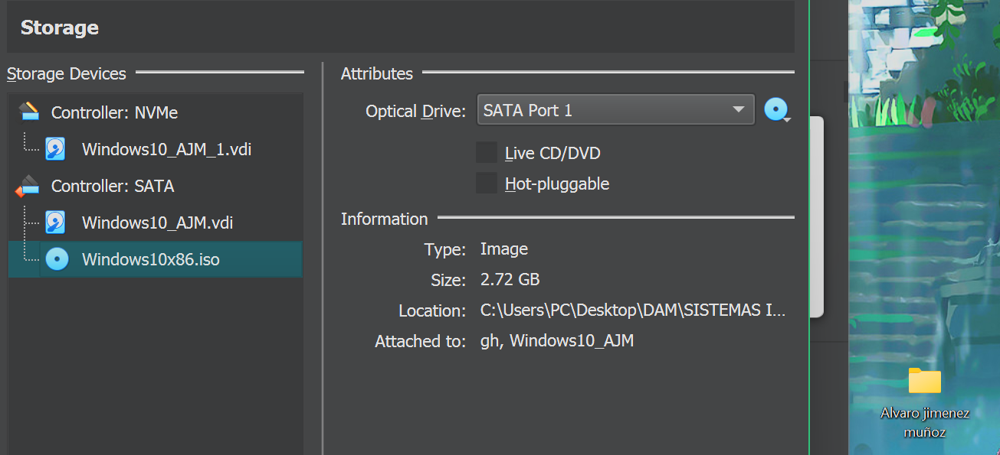 Storage
Storage Devices
Controller: NVMe
Windows10_AJM_1.vdi
Controller: SATA
Windows10_AJM.vdi
Windows10x86.iso
Attributes
Optical Drive: SATA Port 1
Live CD/DVD
Hot-pluggable
Information
Type: Image
Size: 2.72 GB
Location: C:\Users\PC\Desktop\DAM\SISTEMAS I...
Attached to: gh, Windows10_AJM
Alvaro jimenez
muñoz